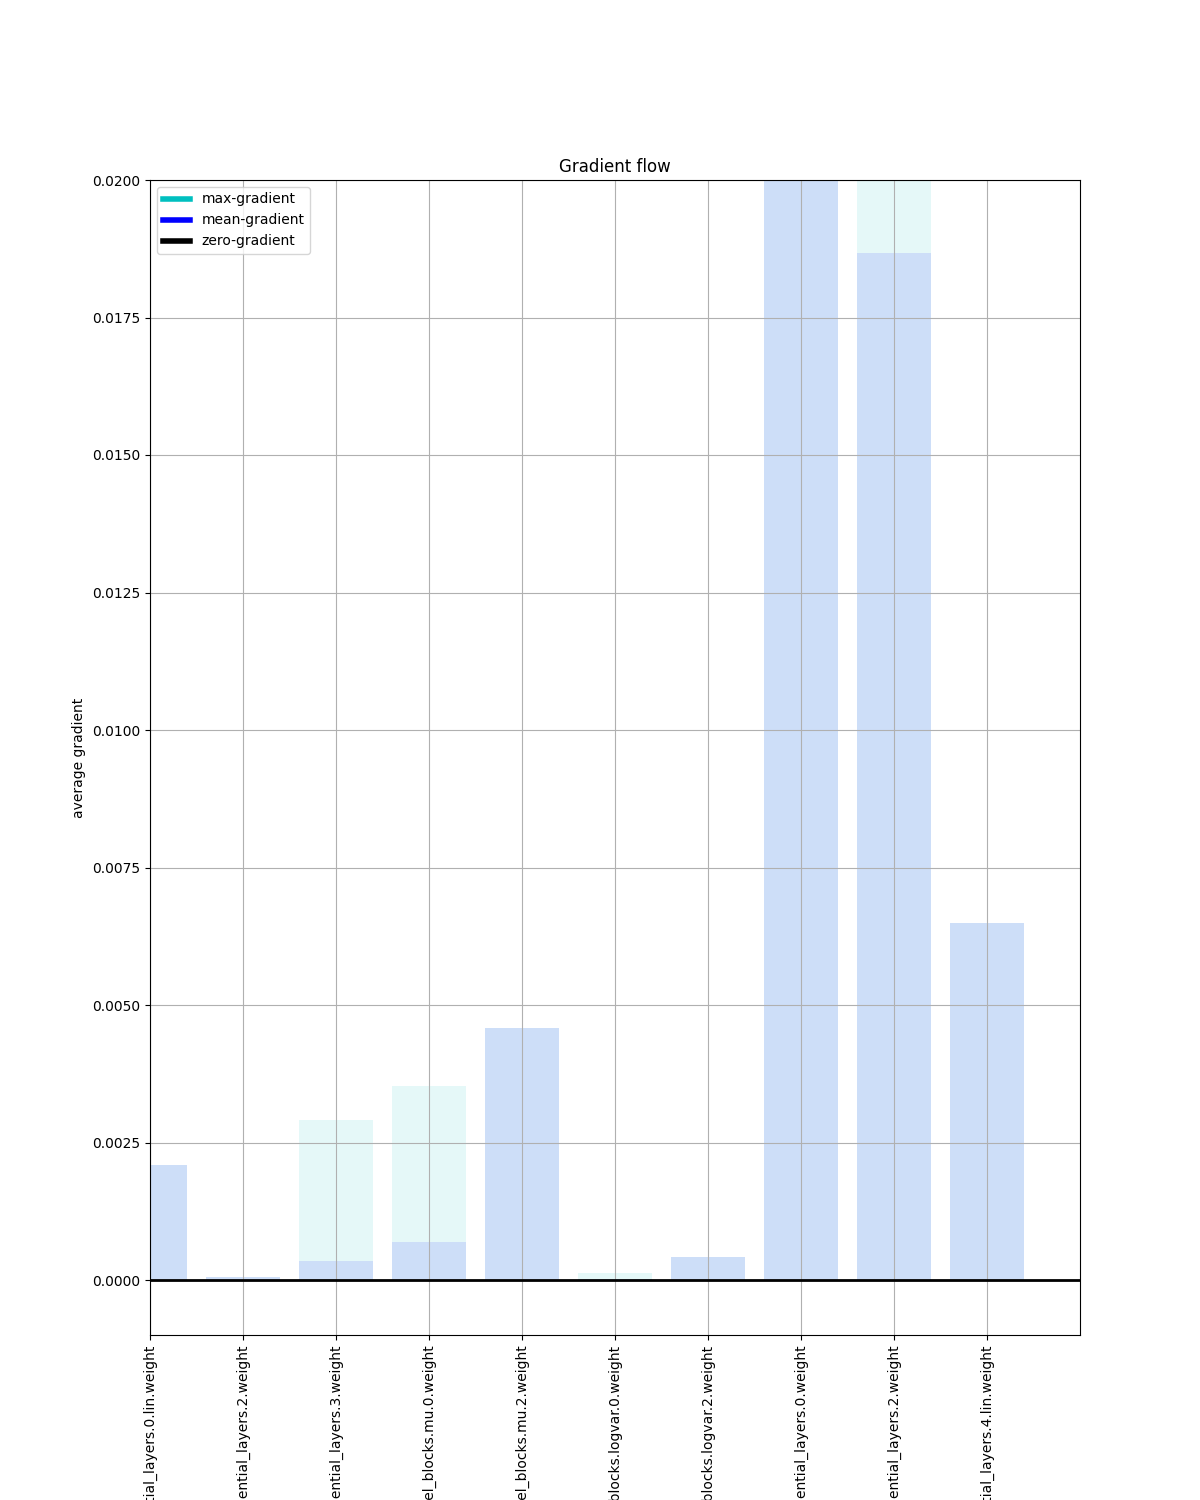 Gradient flow
max-gradient
mean-gradient
zero-gradient
0.0200
0.0175
0.0150
0.0125
0.0100
0.0075
0.0050
0.0025
0.0000
average gradient
tial_layers.0.lin.weight
ential_layers.2.weight
ential_layers.3.weight
el_blocks.mu.0.weight
el_blocks.mu.2.weight
blocks.logvar.0.weight
blocks.logvar.2.weight
ential_layers.0.weight
ential_layers.2.weight
tial_layers.4.lin.weight